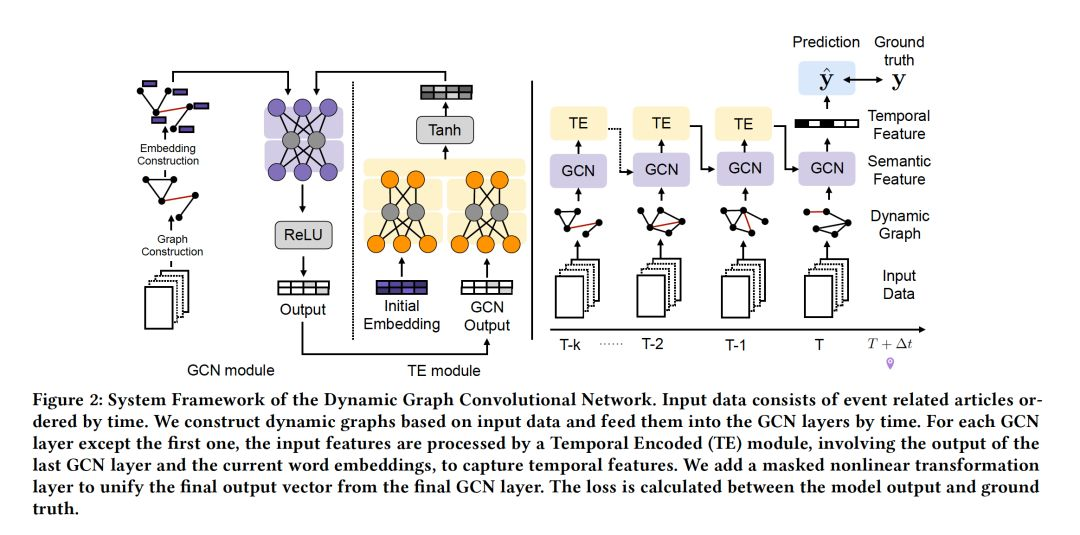 Embedding
Construction
Graph
Construction
ReLU
Output
GCN module
Tanh
Initial
Embedding
GCN
Output
TE module
Prediction
Ground
truth
ŷ
y
Temporal
Feature
TE
TE
TE
GCN
GCN
GCN
GCN
Semantic
Feature
Dynamic
Graph
Input
Data
T-k ...... T-2 T-1 T T + Δt
Figure 2: System Framework of the Dynamic Graph Convolutional Network. Input data consists of event related articles or-
dered by time. We construct dynamic graphs based on input data and feed them into the GCN layers by time. For each GCN
layer except the first one, the input features are processed by a Temporal Encoded (TE) module, involving the output of the
last GCN layer and the current word embeddings, to capture temporal features. We add a masked nonlinear transformation
layer to unify the final output vector from the final GCN layer. The loss is calculated between the model output and ground
truth.